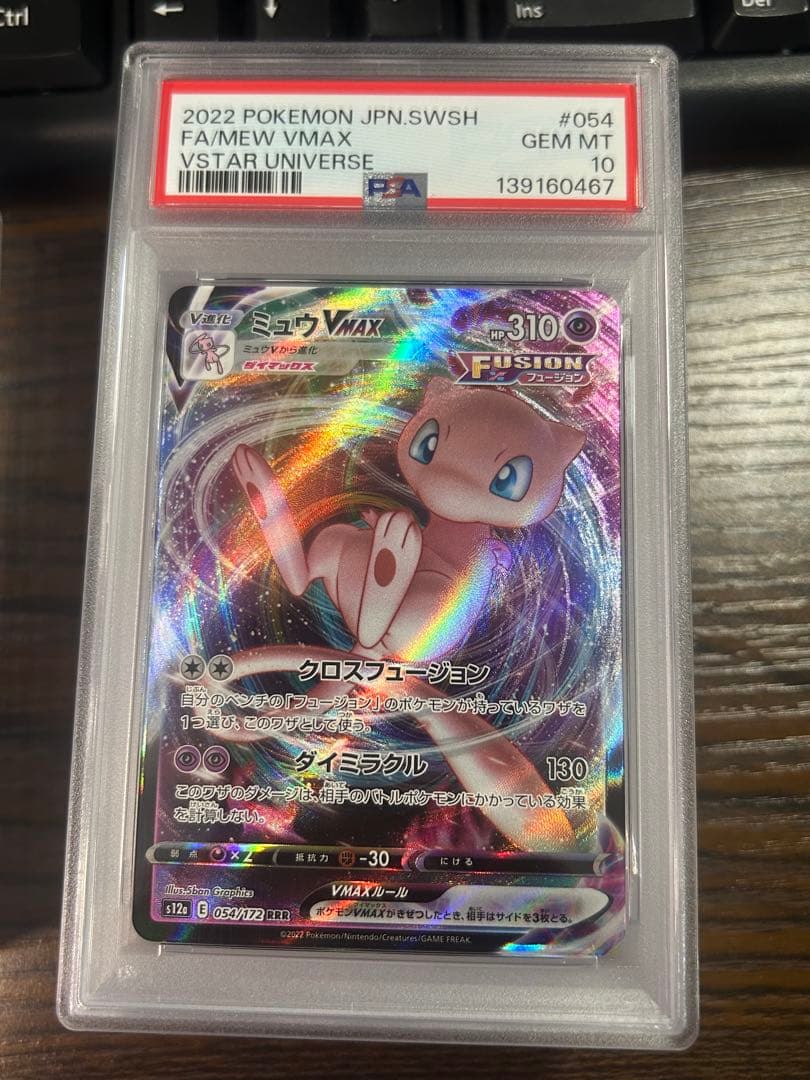 Ctrl
Ins
Del
2022 POKEMON JPN.SWSH #054
FA/MEW VMAX GEM MT
VSTAR UNIVERSE 10
PSA 139160467
V進化 ミュウVMAX HP310
ミュウVから進化
ダイマックス
FUSION
フュージョン
クロスフュージョン
自分のベンチの「フュージョン」のポケモンが持っているワザを
1つ選び、このワザとして使う。
ダイミラクル 130
このワザのダメージは、相手のバトルポケモンにかかっている効果
を計算しない。
弱点 ×2 抵抗力 -30 にげる
Illus.5ban Graphics
VMAXルール
s12a E 054/172 RRR
ポケモンVMAXがきぜつしたとき、相手はサイドを3枚とる。
©2022 Pokémon/Nintendo/Creatures/GAME FREAK.